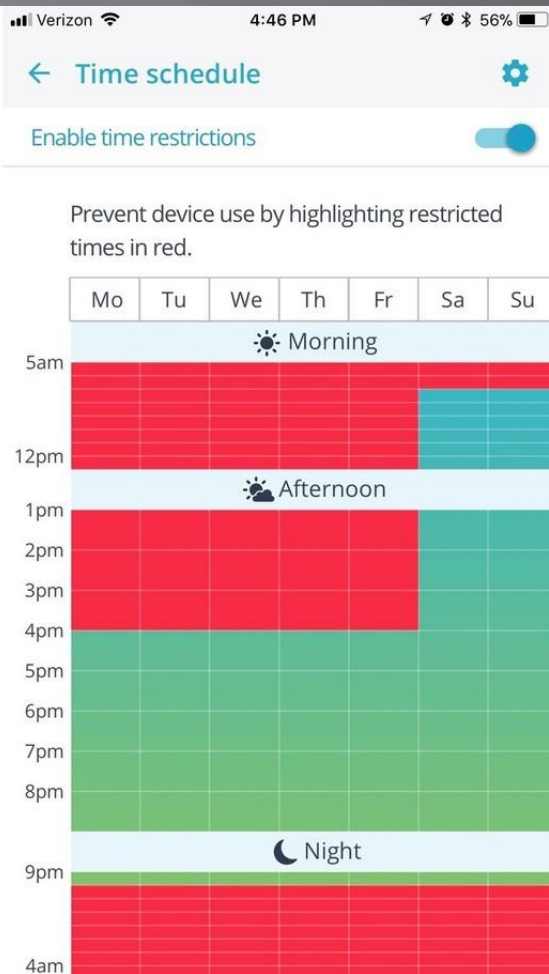 Verizon 4:46 PM 56%
Time schedule
Enable time restrictions
Prevent device use by highlighting restricted
times in red.
Mo Tu We Th Fr Sa Su
Morning
5am
12pm
Afternoon
1pm
2pm
3pm
4pm
5pm
6pm
7pm
8pm
Night
9pm
4am